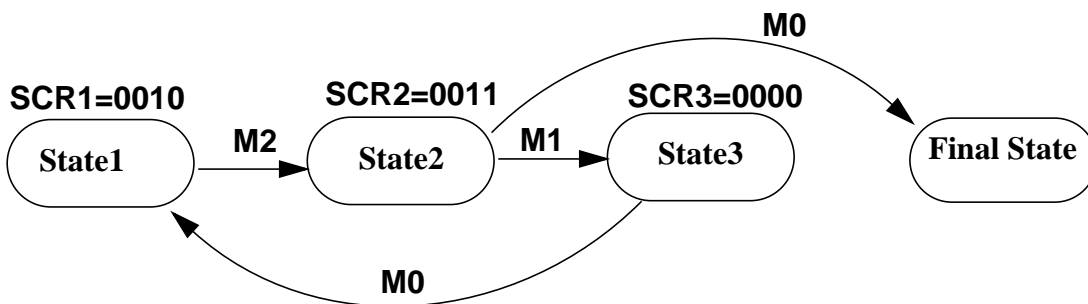 M0
SCR1=0010
SCR2=0011
SCR3=0000
State1
M2
State2
M1
State3
Final State
M0